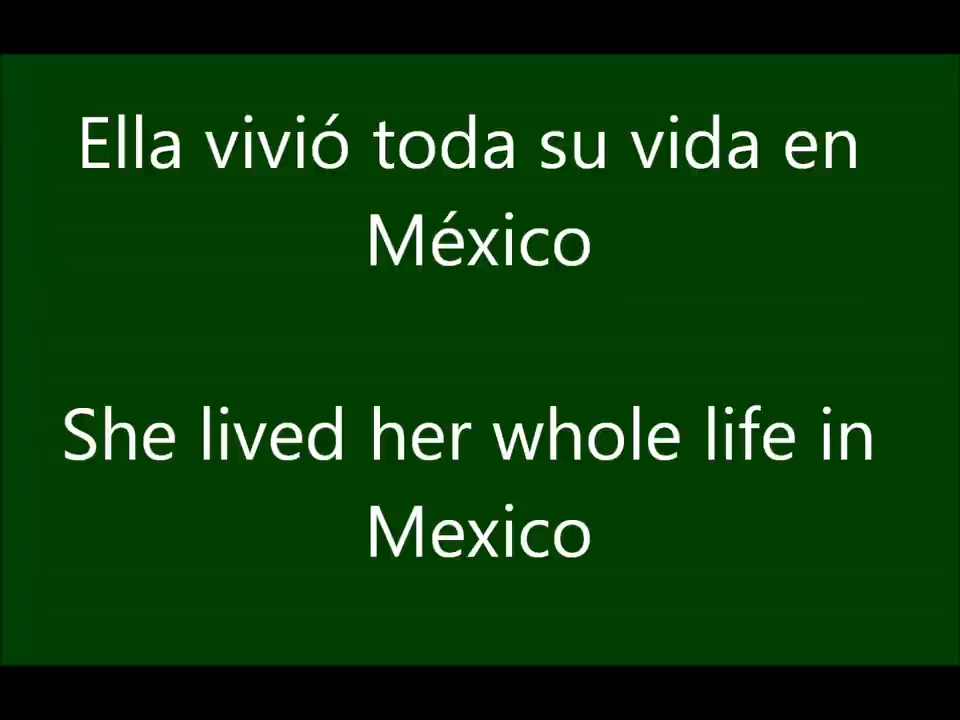 Ella vivió toda su vida en
México
She lived her whole life in
Mexico